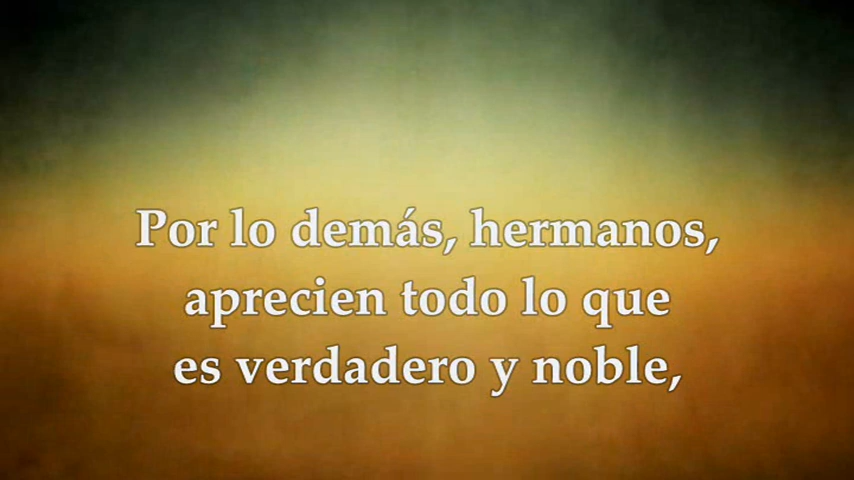 Por lo demás, hermanos,
aprecien todo lo que
es verdadero y noble,